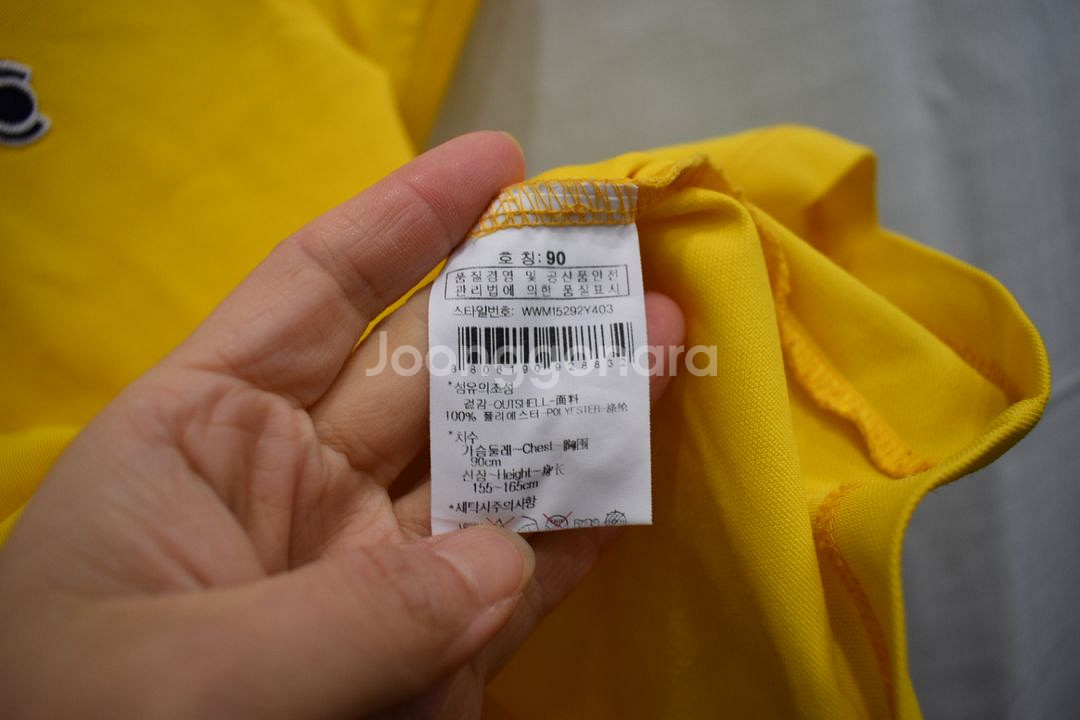 호 칭: 90
품질경영 및 공산품안전
관리법에 의한 품질표시
스타일번호: WWM15292Y403
Joonggonara
8806190928832
*섬유의조성
겉감-OUTSHELL-面料
100% 폴리에스터-POLYESTER-涤纶
*치수
가슴둘레-Chest-胸围
90cm
신장-Height-身长
155~165cm
*세탁시주의사항